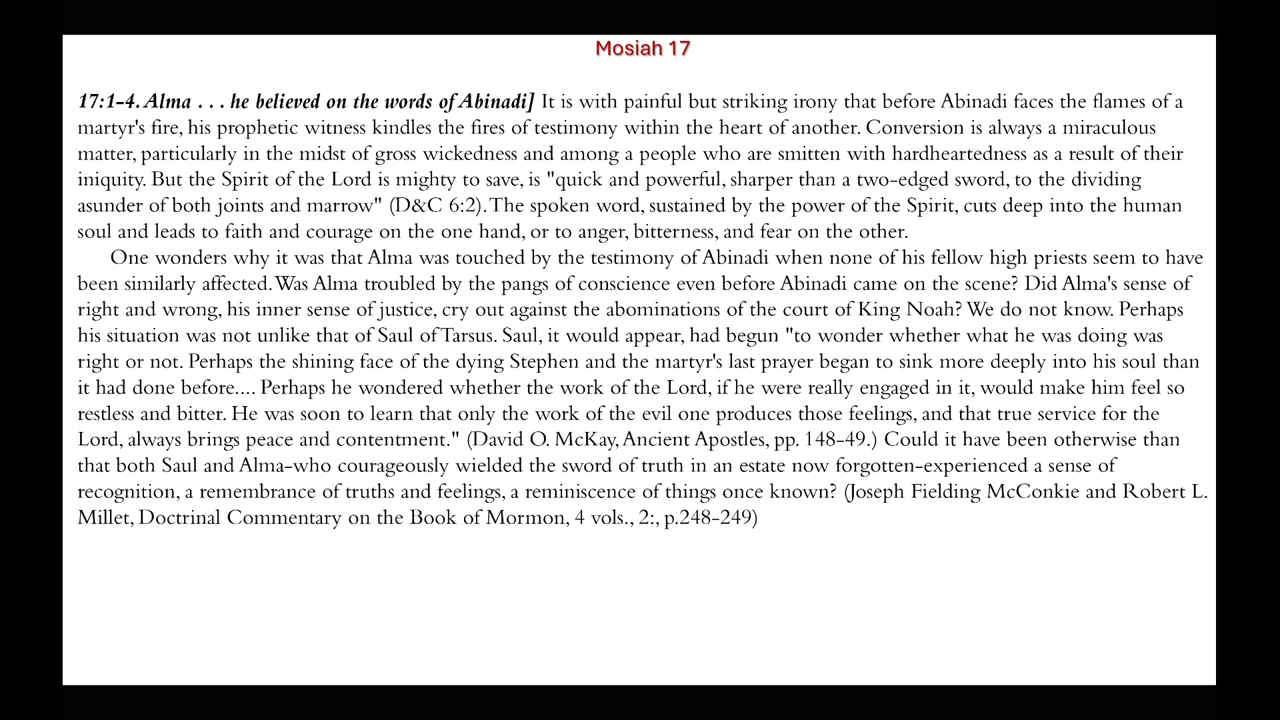 Mosiah 17
17:1-4. Alma . . . he believed on the words of Abinadi] It is with painful but striking irony that before Abinadi faces the flames of a
martyr's fire, his prophetic witness kindles the fires of testimony within the heart of another. Conversion is always a miraculous
matter, particularly in the midst of gross wickedness and among a people who are smitten with hardheartedness as a result of their
iniquity. But the Spirit of the Lord is mighty to save, is "quick and powerful, sharper than a two-edged sword, to the dividing
asunder of both joints and marrow" (D&C 6:2). The spoken word, sustained by the power of the Spirit, cuts deep into the human
soul and leads to faith and courage on the one hand, or to anger, bitterness, and fear on the other.
One wonders why it was that Alma was touched by the testimony of Abinadi when none of his fellow high priests seem to have
been similarly affected. Was Alma troubled by the pangs of conscience even before Abinadi came on the scene? Did Alma's sense of
right and wrong, his inner sense of justice, cry out against the abominations of the court of King Noah? We do not know. Perhaps
his situation was not unlike that of Saul of Tarsus. Saul, it would appear, had begun "to wonder whether what he was doing was
right or not. Perhaps the shining face of the dying Stephen and the martyr's last prayer began to sink more deeply into his soul than
it had done before.... Perhaps he wondered whether the work of the Lord, if he were really engaged in it, would make him feel so
restless and bitter. He was soon to learn that only the work of the evil one produces those feelings, and that true service for the
Lord, always brings peace and contentment." (David O. McKay, Ancient Apostles, pp. 148-49.) Could it have been otherwise than
that both Saul and Alma-who courageously wielded the sword of truth in an estate now forgotten-experienced a sense of
recognition, a remembrance of truths and feelings, a reminiscence of things once known? (Joseph Fielding McConkie and Robert L.
Millet, Doctrinal Commentary on the Book of Mormon, 4 vols., 2:, p.248-249)